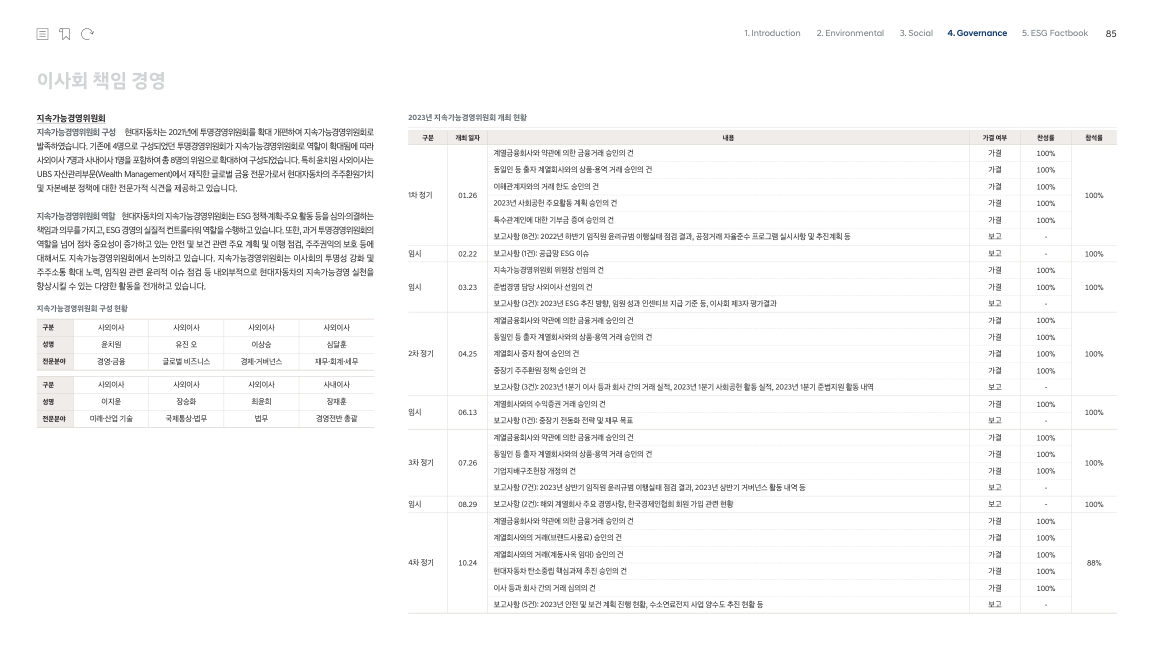 1. Introduction 2. Environmental 3. Social 4. Governance 5. ESG Factbook 85
이사회 책임 경영
지속가능경영위원회
지속가능경영위원회 구성 현대자동차는 2021년에 투명경영위원회를 확대 개편하여 지속가능경영위원회로
발족하였습니다. 기존에 4명으로 구성되었던 투명경영위원회가 지속가능경영위원회로 역할이 확대됨에 따라
사외이사 7명과 사내이사 1명을 포함하여 총 8명의 위원으로 확대하여 구성되었습니다. 특히 윤치원 사외이사는
UBS 자산관리부문(Wealth Management)에서 재직한 글로벌 금융 전문가로서 현대자동차의 주주환원가치
및 자본배분 정책에 대한 전문가적 식견을 제공하고 있습니다.
지속가능경영위원회 역할 현대자동차의 지속가능경영위원회는 ESG 정책·계획·주요 활동 등을 심의·의결하는
책임과 의무를 가지고, ESG 경영의 실질적 컨트롤타워 역할을 수행하고 있습니다. 또한, 과거 투명경영위원회의
역할을 넘어 점차 중요성이 증가하고 있는 안전 및 보건 관련 주요 계획 및 이행 점검, 주주권익의 보호 등에
대해서도 지속가능경영위원회에서 논의하고 있습니다. 지속가능경영위원회는 이사회의 투명성 강화 및
주주소통 확대 노력, 임직원 관련 윤리적 이슈 점검 등 내외부적으로 현대자동차의 지속가능경영 실천을
향상시킬 수 있는 다양한 활동을 전개하고 있습니다.
지속가능경영위원회 구성 현황
구분 사외이사 사외이사 사외이사 사외이사
성명 윤치원 유진 오 이상승 심달훈
전문분야 경영·금융 글로벌 비즈니스 경제·거버넌스 재무·회계·세무
구분 사외이사 사외이사 사외이사 사내이사
성명 이지윤 장승화 최윤희 장재훈
전문분야 미래·산업 기술 국제통상·법무 법무 경영전반 총괄
2023년 지속가능경영위원회 개최 현황
구분 개최 일자 내용 가결 여부 찬성률 참석률
1차 정기 01.26 계열금융회사와 약관에 의한 금융거래 승인의 건 가결 100% 100%
동일인 등 출자 계열회사와의 상품·용역 거래 승인의 건 가결 100%
이해관계자와의 거래 한도 승인의 건 가결 100%
2023년 사회공헌 주요활동 계획 승인의 건 가결 100%
특수관계인에 대한 기부금 증여 승인의 건 가결 100%
보고사항 (8건): 2022년 하반기 임직원 윤리규범 이행실태 점검 결과, 공정거래 자율준수 프로그램 실시사항 및 추진계획 등 보고 -
임시 02.22 보고사항 (1건): 공급망 ESG 이슈 보고 - 100%
임시 03.23 지속가능경영위원회 위원장 선임의 건 가결 100% 100%
준법경영 담당 사외이사 선임의 건 가결 100%
보고사항 (3건): 2023년 ESG 추진 방향, 임원 성과 인센티브 지급 기준 등, 이사회 제3자 평가결과 보고 -
2차 정기 04.25 계열금융회사와 약관에 의한 금융거래 승인의 건 가결 100% 100%
동일인 등 출자 계열회사와의 상품·용역 거래 승인의 건 가결 100%
계열회사 증자 참여 승인의 건 가결 100%
중장기 주주환원 정책 승인의 건 가결 100%
보고사항 (3건): 2023년 1분기 이사 등과 회사 간의 거래 실적, 2023년 1분기 사회공헌 활동 실적, 2023년 1분기 준법지원 활동 내역 보고 -
임시 06.13 계열회사와의 수익증권 거래 승인의 건 가결 100% 100%
보고사항 (1건): 중장기 전동화 전략 및 재무 목표 보고 -
3차 정기 07.26 계열금융회사와 약관에 의한 금융거래 승인의 건 가결 100% 100%
동일인 등 출자 계열회사와의 상품·용역 거래 승인의 건 가결 100%
기업지배구조헌장 개정의 건 가결 100%
보고사항 (7건): 2023년 상반기 임직원 윤리규범 이행실태 점검 결과, 2023년 상반기 거버넌스 활동 내역 등 보고 -
임시 08.29 보고사항 (2건): 해외 계열회사 주요 경영사항, 한국경제인협회 회원 가입 관련 현황 보고 - 100%
4차 정기 10.24 계열금융회사와 약관에 의한 금융거래 승인의 건 가결 100% 88%
계열회사와의 거래(브랜드사용료) 승인의 건 가결 100%
계열회사와의 거래(계동사옥 임대) 승인의 건 가결 100%
현대자동차 탄소중립 핵심과제 추진 승인의 건 가결 100%
이사 등과 회사 간의 거래 심의의 건 가결 100%
보고사항 (5건): 2023년 안전 및 보건 계획 진행 현황, 수소연료전지 사업 양수도 추진 현황 등 보고 -